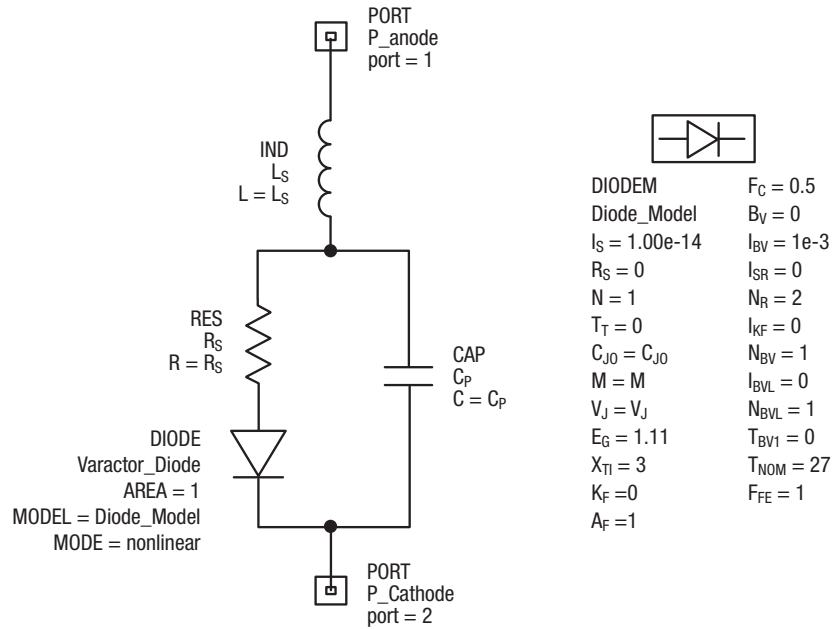 PORT
P_anode
port = 1
IND
LS
L = LS
RES
RS
R = RS
CAP
CP
C = CP
DIODE
Varactor_Diode
AREA = 1
MODEL = Diode_Model
MODE = nonlinear
PORT
P_Cathode
port = 2
DIODEM
Diode_Model
IS = 1.00e-14
RS = 0
N = 1
TT = 0
CJO = CJO
M = M
VJ = VJ
EG = 1.11
XTI = 3
KF =0
AF =1
FC = 0.5
BV = 0
IBV = 1e-3
ISR = 0
NR = 2
IKF = 0
NBV = 1
IBVL = 0
NBVL = 1
TBV1 = 0
TNOM = 27
FFE = 1